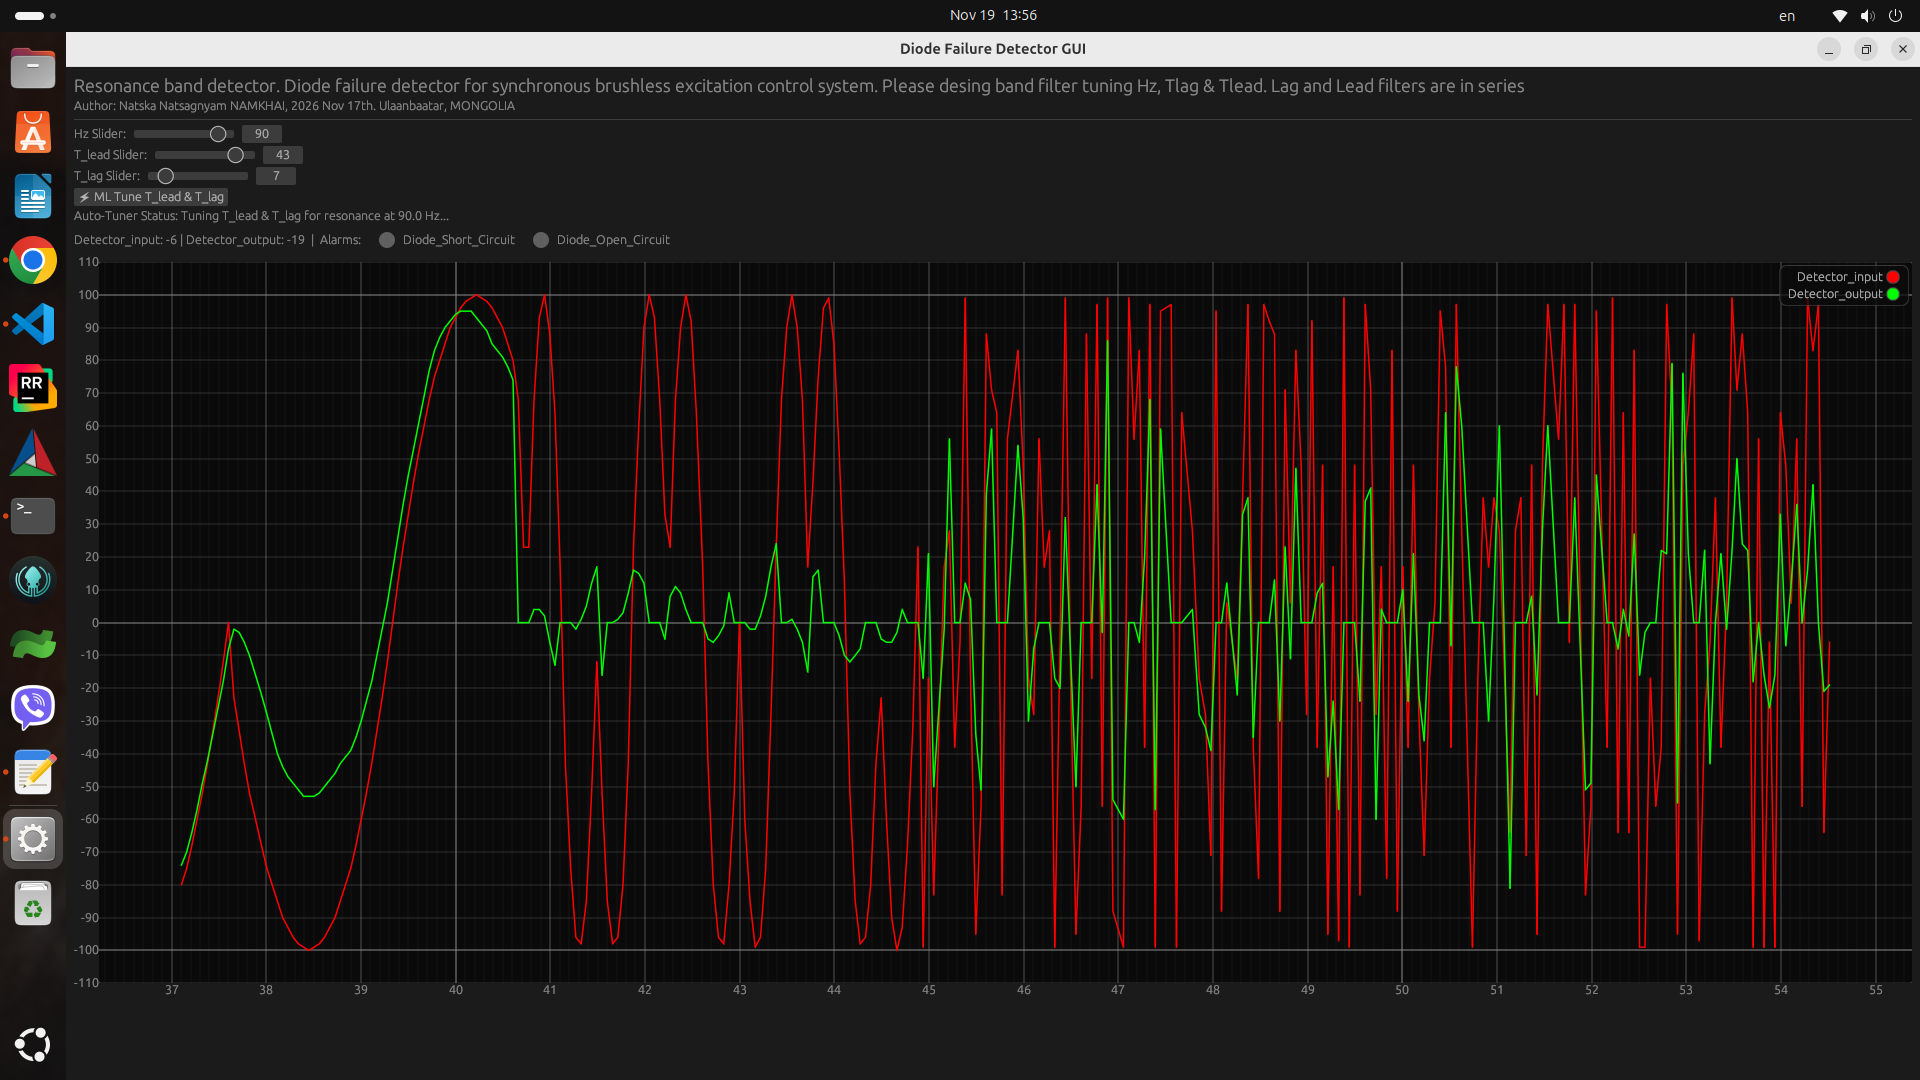 Nov 19 13:56
en
Diode Failure Detector GUI
Resonance band detector. Diode failure detector for synchronous brushless excitation control system. Please desing band filter tuning Hz, Tlag & Tlead. Lag and Lead filters are in series
Author: Natska Natsagnyam NAMKHAI, 2026 Nov 17th. Ulaanbaatar, MONGOLIA
Hz Slider: 90
T_lead Slider: 43
T_lag Slider: 7
⚡ ML Tune T_lead & T_lag
Auto-Tuner Status: Tuning T_lead & T_lag for resonance at 90.0 Hz...
Detector_input: -6 | Detector_output: -19 | Alarms: Diode_Short_Circuit Diode_Open_Circuit
Detector_input
Detector_output
110
100
90
80
70
60
50
40
30
20
10
0
-10
-20
-30
-40
-50
-60
-70
-80
-90
-100
-110
37 38 39 40 41 42 43 44 45 46 47 48 49 50 51 52 53 54 55
A
RR
>_